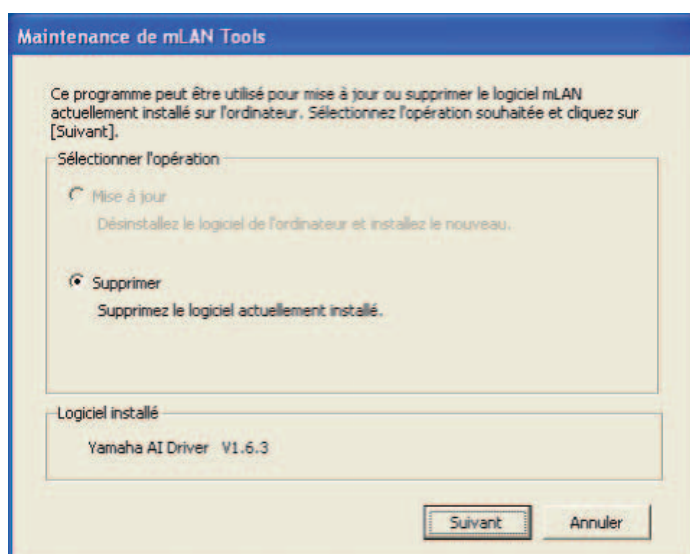 Maintenance de mLAN Tools
Ce programme peut être utilisé pour mise à jour ou supprimer le logiciel mLAN
actuellement installé sur l'ordinateur. Sélectionnez l'opération souhaitée et cliquez sur
[Suivant].
Sélectionner l'opération
Mise à jour
Désinstallez le logiciel de l'ordinateur et installez le nouveau.
Supprimer
Supprimez le logiciel actuellement installé.
Logiciel installé
Yamaha AI Driver V1.6.3
Suivant Annuler